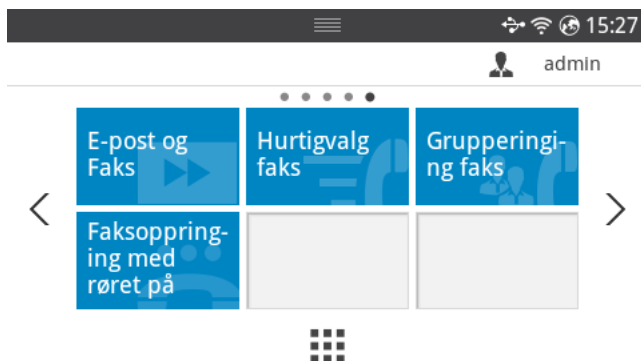 15:27
admin
E-post og
Faks
Hurtigvalg
faks
Grupperingi-
ng faks
Faksoppring-
ing med
røret på